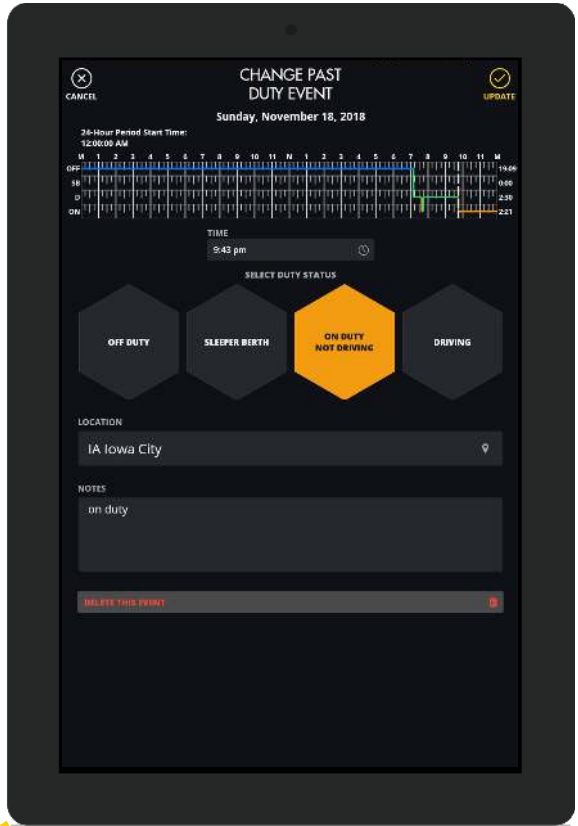 CHANGE PAST
DUTY EVENT
CANCEL
UPDATE
Sunday, November 18, 2018
24-Hour Period Start Time:
12:00:00 AM
M 1 2 3 4 5 6 7 8 9 10 11 N 1 2 3 4 5 6 7 8 9 10 11 M
OFF 19:09
SB 0:00
D 2:30
ON 2:21
TIME
9:43 pm
SELECT DUTY STATUS
OFF DUTY
SLEEPER BERTH
ON DUTY
NOT DRIVING
DRIVING
LOCATION
IA Iowa City
NOTES
on duty
DELETE THIS EVENT